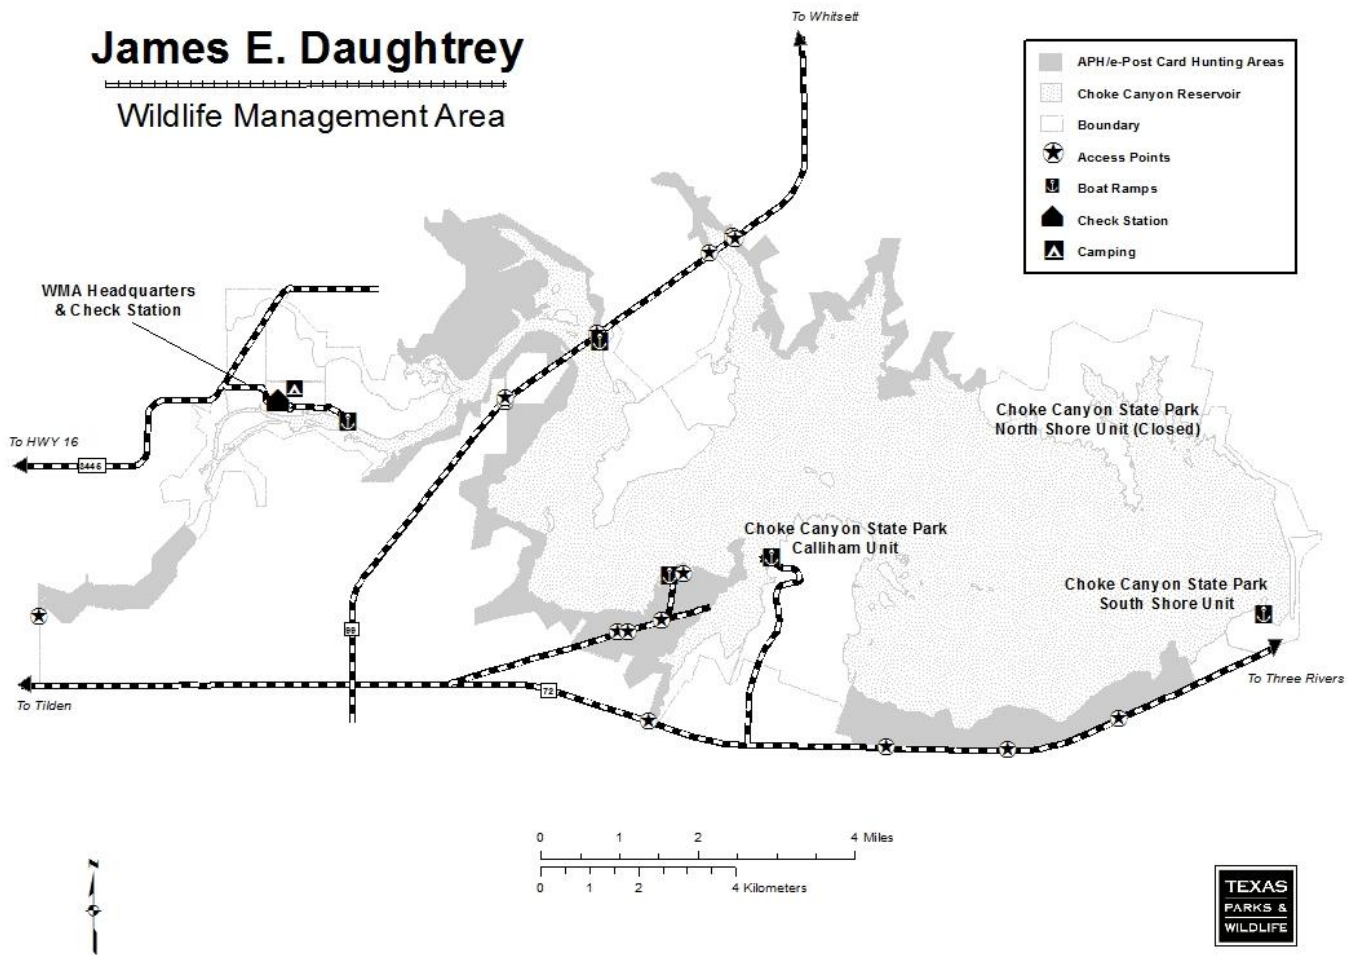 To Whitsett
James E. Daughtrey
Wildlife Management Area
APH/e-Post Card Hunting Areas
Choke Canyon Reservoir
Boundary
Access Points
Boat Ramps
Check Station
Camping
WMA Headquarters
& Check Station
Choke Canyon State Park
North Shore Unit (Closed)
To HWY 16
3445
Choke Canyon State Park
Calliham Unit
Choke Canyon State Park
South Shore Unit
99
To Three Rivers
72
To Tilden
0 1 2 4 Miles
0 1 2 4 Kilometers
N
TEXAS
PARKS &
WILDLIFE